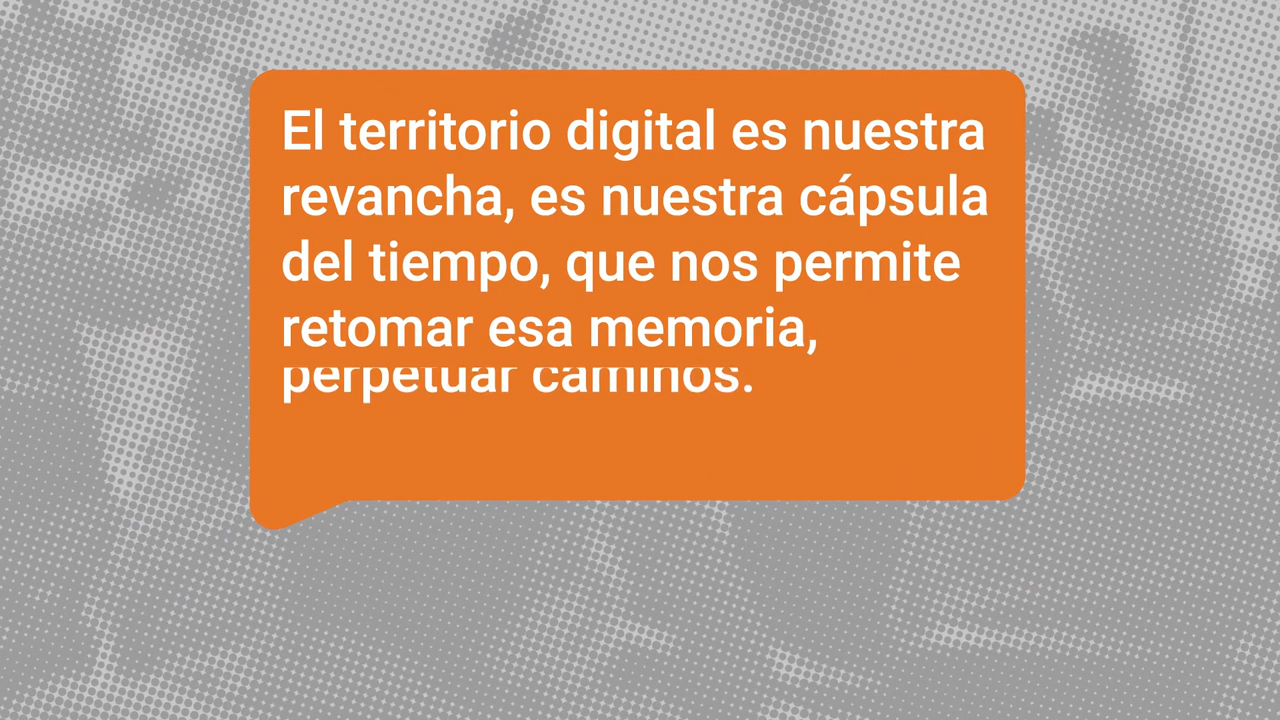 El territorio digital es nuestra
revancha, es nuestra cápsula
del tiempo, que nos permite
retomar esa memoria,
perpetuar caminos.